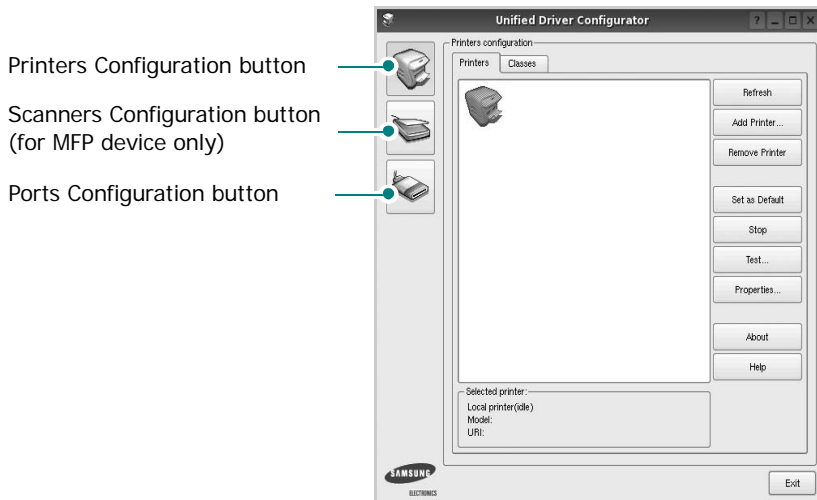 Unified Driver Configurator
Printers Configuration button
Scanners Configuration button
(for MFP device only)
Ports Configuration button
Printers configuration
Printers
Classes
Refresh
Add Printer...
Remove Printer
Set as Default
Stop
Test...
Properties...
About
Help
Selected printer:
Local printer(idle)
Model:
URI:
SAMSUNG
ELECTRONICS
Exit